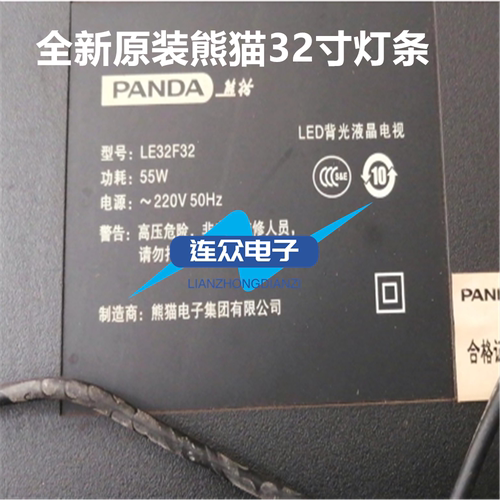 全新原装熊猫32寸灯条
PANDA 熊猫
LED背光液晶电视
型号: LE32F32
功耗: 55W
CCC S&E
10
电源: ～220V 50Hz
警告: 高压危险, 非 修人员,
请勿
连众电子
LIANZHONGDIANZI
制造商: 熊猫电子集团有限公司
PAN
合格证